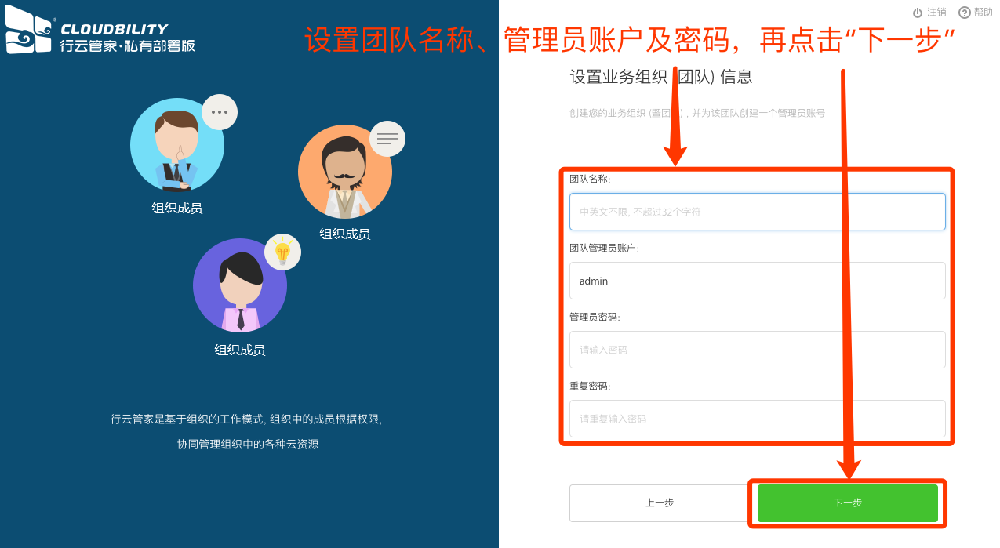 CLOUDBILITY®
行云管家·私有部署版
注销 帮助
设置团队名称、管理员账户及密码，再点击"下一步"
设置业务组织 (团队) 信息
创建您的业务组织 (暨团队) , 并为该团队创建一个管理员账号
组织成员
组织成员
组织成员
行云管家是基于组织的工作模式, 组织中的成员根据权限,
协同管理组织中的各种云资源
团队名称:
中英文不限, 不超过32个字符
团队管理员账户:
admin
管理员密码:
请输入密码
重复密码:
请重复输入密码
上一步
下一步